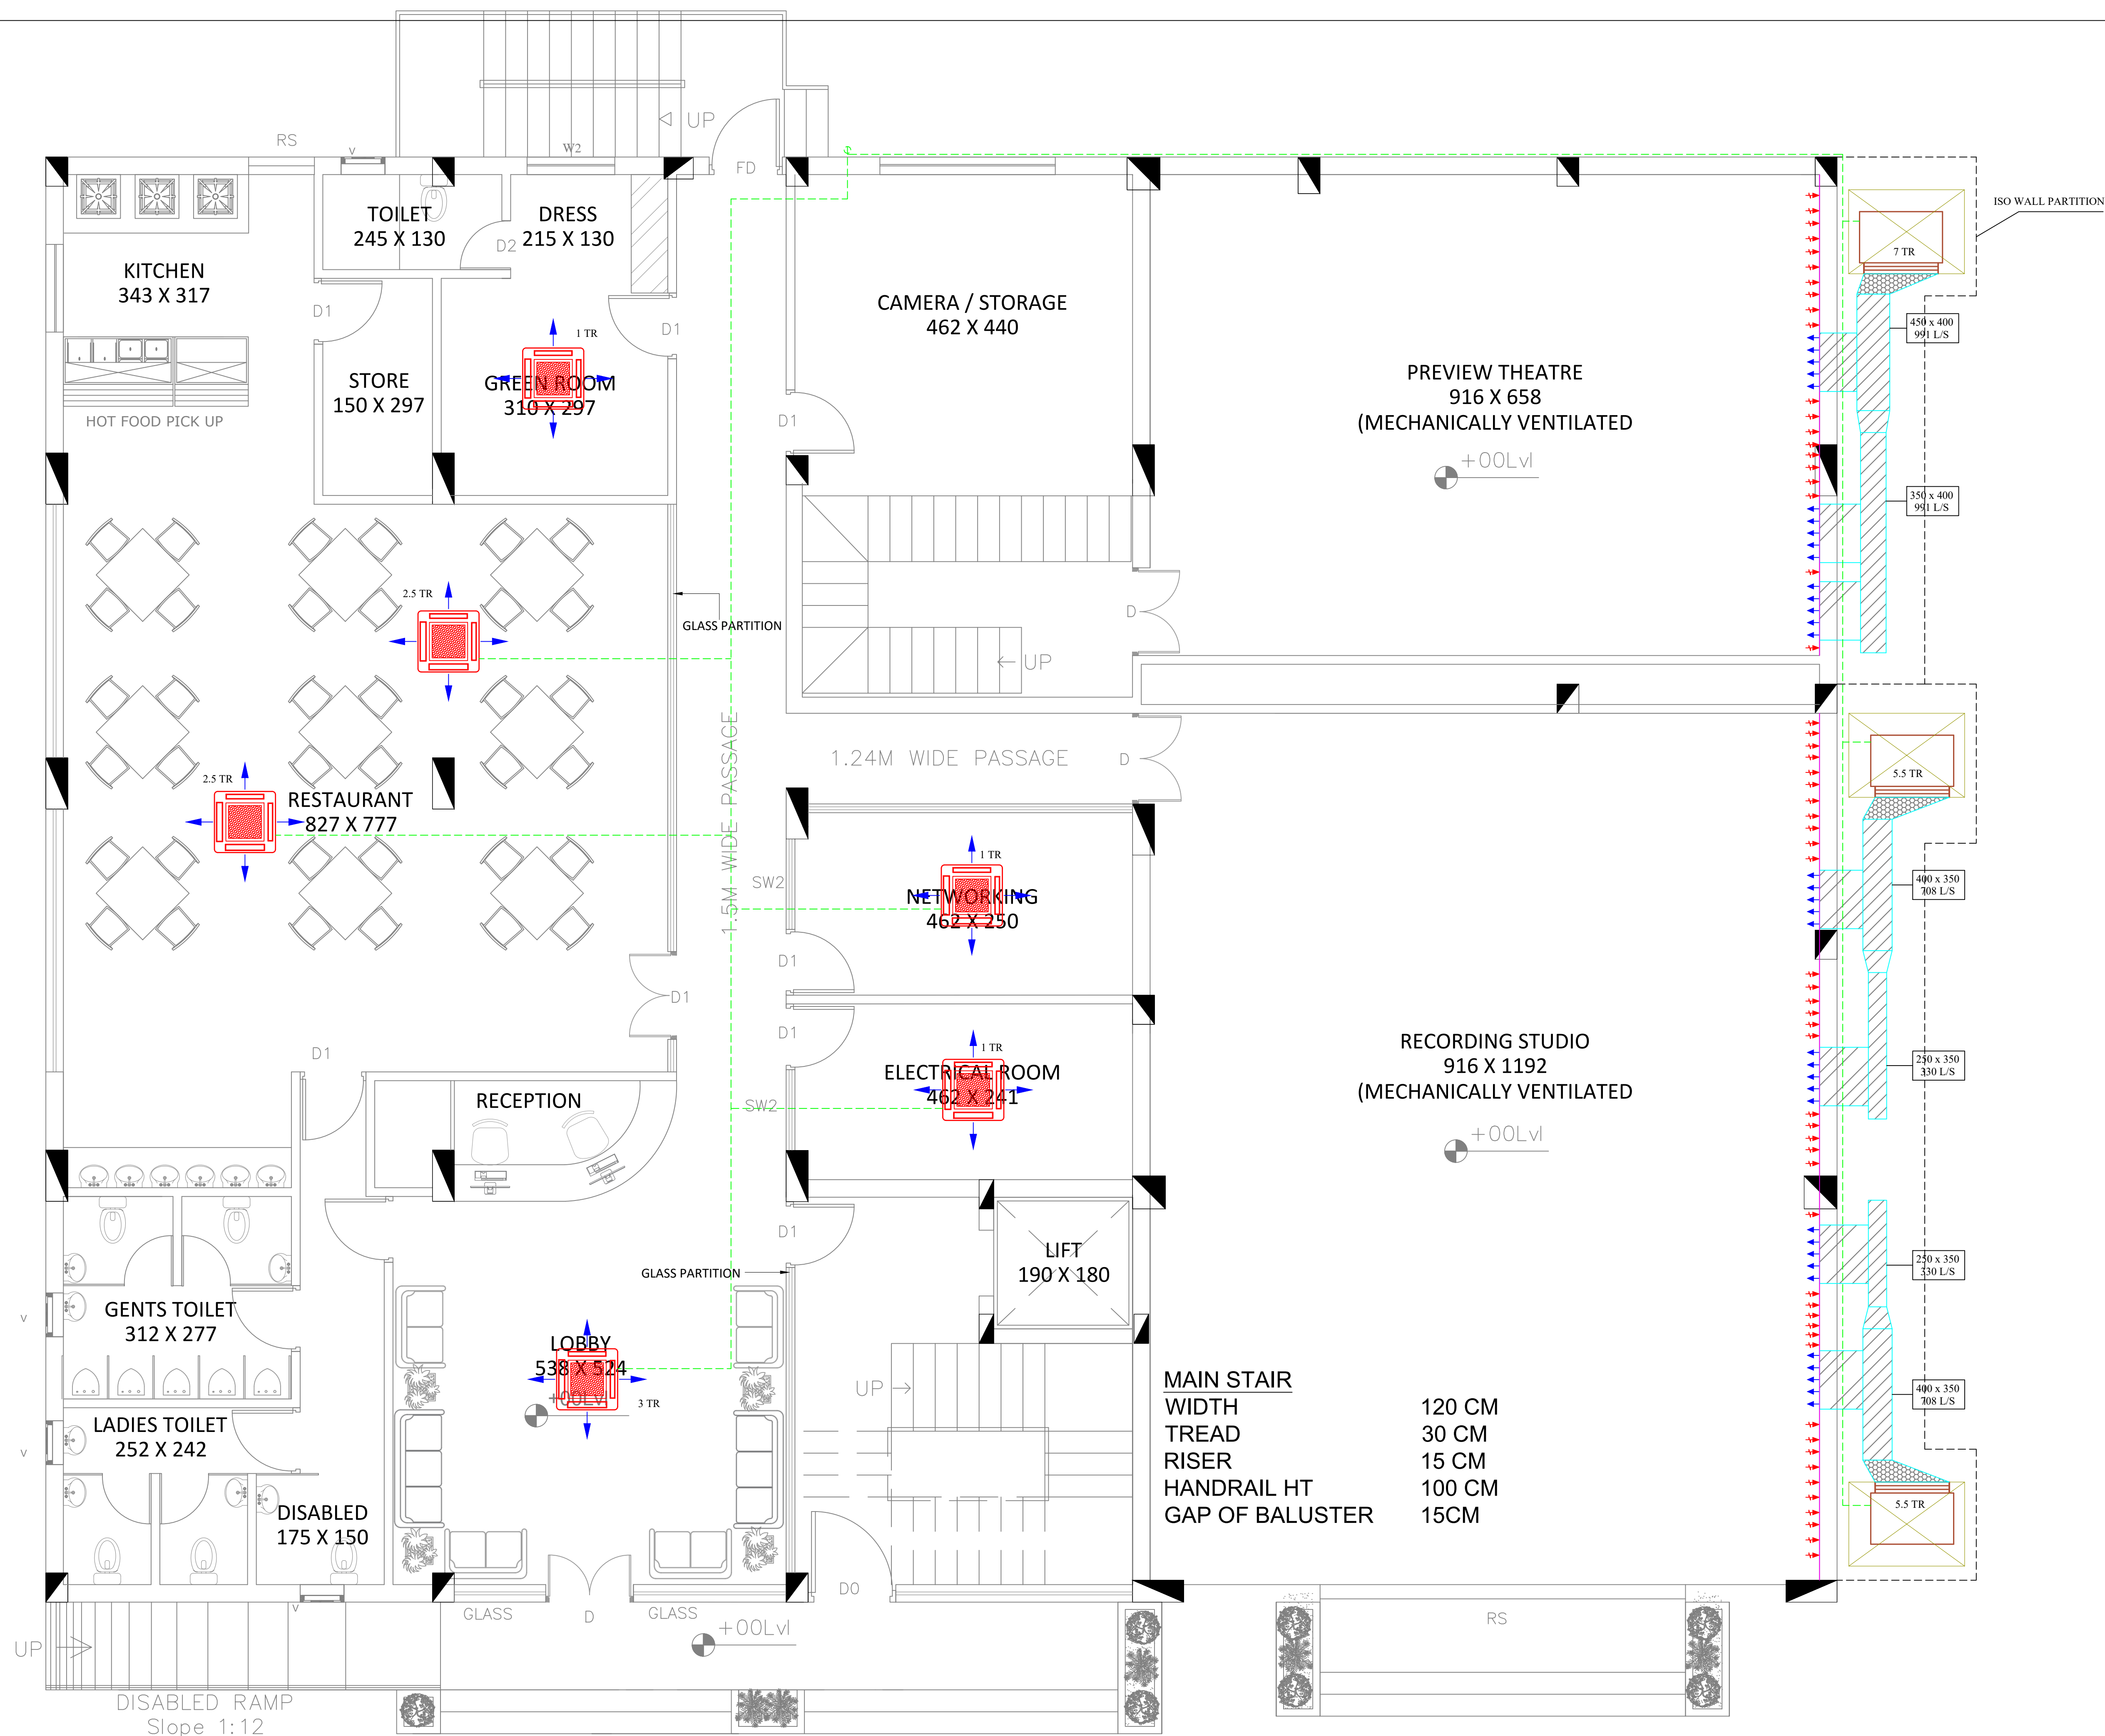 UP
RS
V
W2
FD
ISO WALL PARTITION
TOILET
245 X 130
D2
DRESS
215 X 130
7 TR
KITCHEN
343 X 317
D1
D1
CAMERA / STORAGE
462 X 440
450 x 400
991 L/S
1 TR
STORE
150 X 297
GREEN ROOM
310 X 297
PREVIEW THEATRE
916 X 658
(MECHANICALLY VENTILATED
HOT FOOD PICK UP
D1
+00Lvl
350 x 400
991 L/S
2.5 TR
GLASS PARTITION
D
UP
1.5M WIDE PASSAGE
1.24M WIDE PASSAGE
D
5.5 TR
2.5 TR
RESTAURANT
827 X 777
1 TR
SW2
NETWORKING
462 X 250
400 x 350
708 L/S
D1
D1
D1
D1
1 TR
RECORDING STUDIO
916 X 1192
(MECHANICALLY VENTILATED
250 x 350
330 L/S
RECEPTION
SW2
ELECTRICAL ROOM
462 X 241
+00Lvl
D1
GLASS PARTITION
LIFT
190 X 180
250 x 350
330 L/S
GENTS TOILET
312 X 277
V
LOBBY
538 X 524
+00Lvl
3 TR
UP
MAIN STAIR
WIDTH 120 CM
TREAD 30 CM
RISER 15 CM
HANDRAIL HT 100 CM
GAP OF BALUSTER 15CM
400 x 350
708 L/S
LADIES TOILET
252 X 242
V
DISABLED
175 X 150
5.5 TR
V
GLASS
D
GLASS
D0
RS
+00Lvl
UP
DISABLED RAMP
Slope 1:12